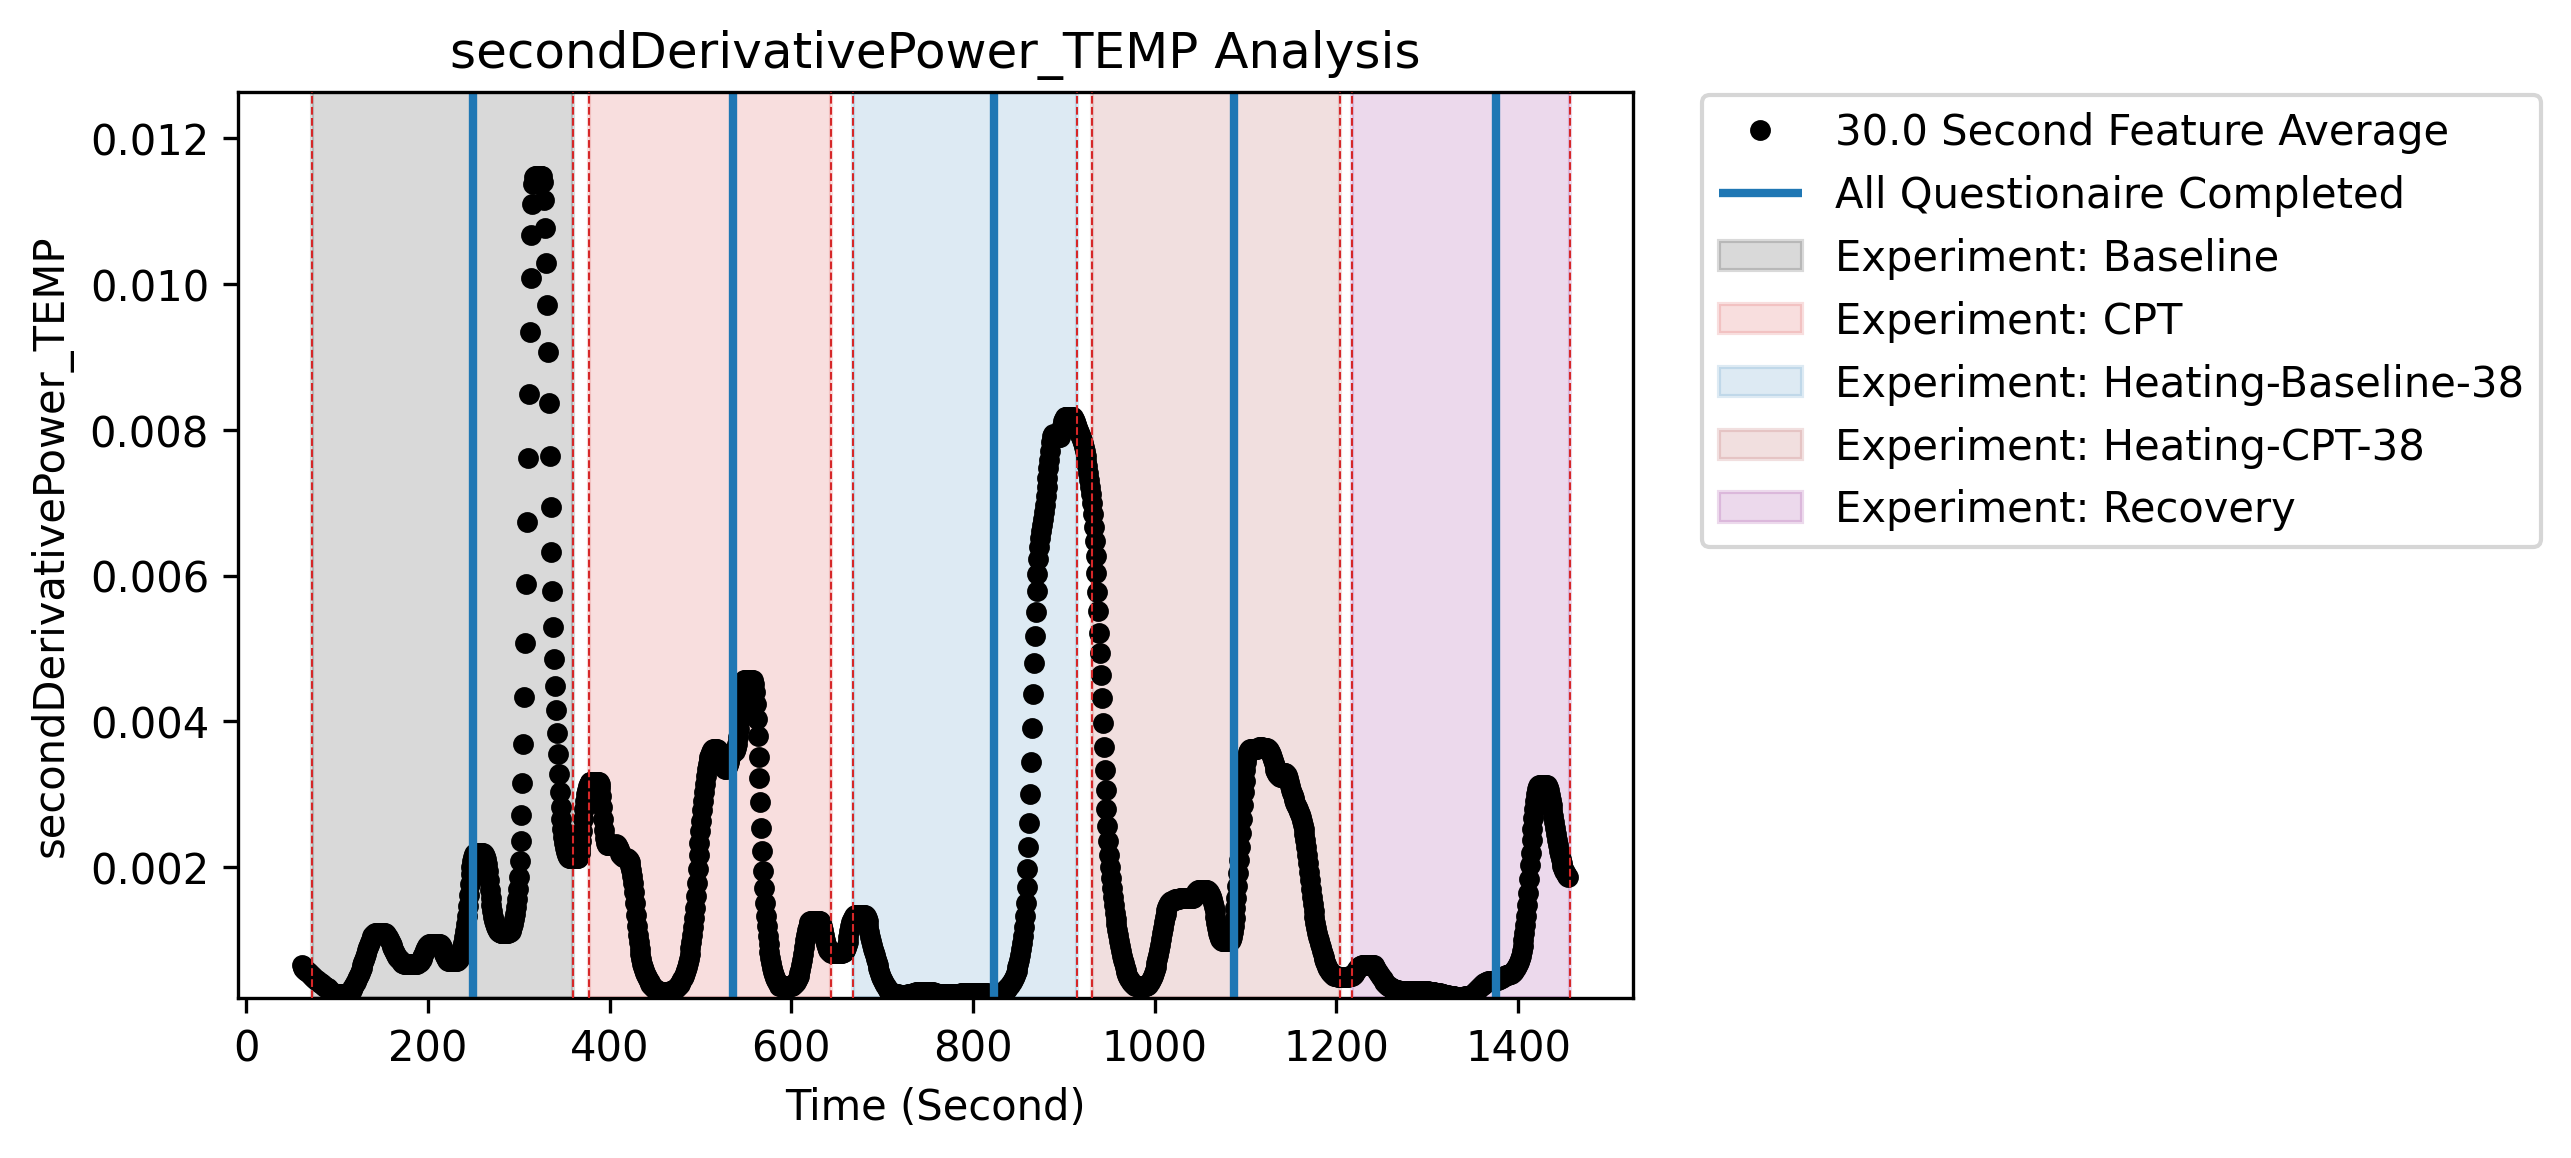 secondDerivativePower_TEMP Analysis
secondDerivativePower_TEMP
0.012
0.010
0.008
0.006
0.004
0.002
0 200 400 600 800 1000 1200 1400
Time (Second)
30.0 Second Feature Average
All Questionaire Completed
Experiment: Baseline
Experiment: CPT
Experiment: Heating-Baseline-38
Experiment: Heating-CPT-38
Experiment: Recovery